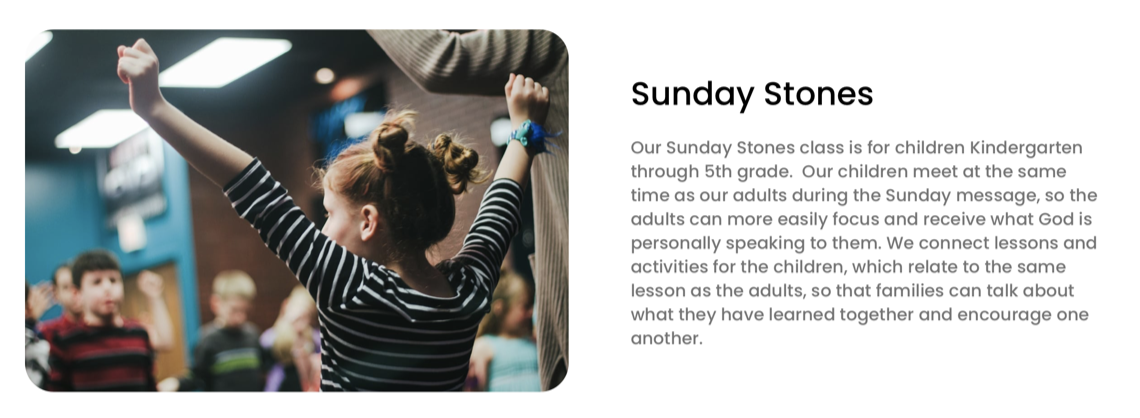 Sunday Stones
Our Sunday Stones class is for children Kindergarten
through 5th grade.  Our children meet at the same
time as our adults during the Sunday message, so the
adults can more easily focus and receive what God is
personally speaking to them. We connect lessons and
activities for the children, which relate to the same
lesson as the adults, so that families can talk about
what they have learned together and encourage one
another.